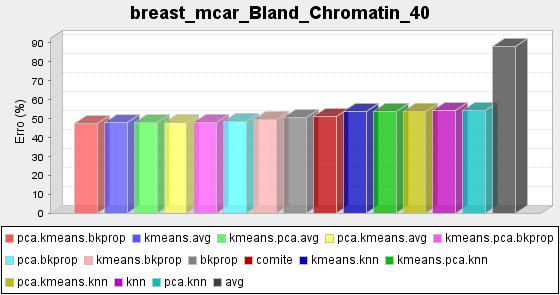 breast_mcar_Bland_Chromatin_40
90
80
70
60
50
40
30
20
10
0
Erro (%)
pca.kmeans.bkprop kmeans.avg kmeans.pca.avg pca.kmeans.avg kmeans.pca.bkprop
pca.bkprop kmeans.bkprop bkprop comite kmeans.knn kmeans.pca.knn
pca.kmeans.knn knn pca.knn avg